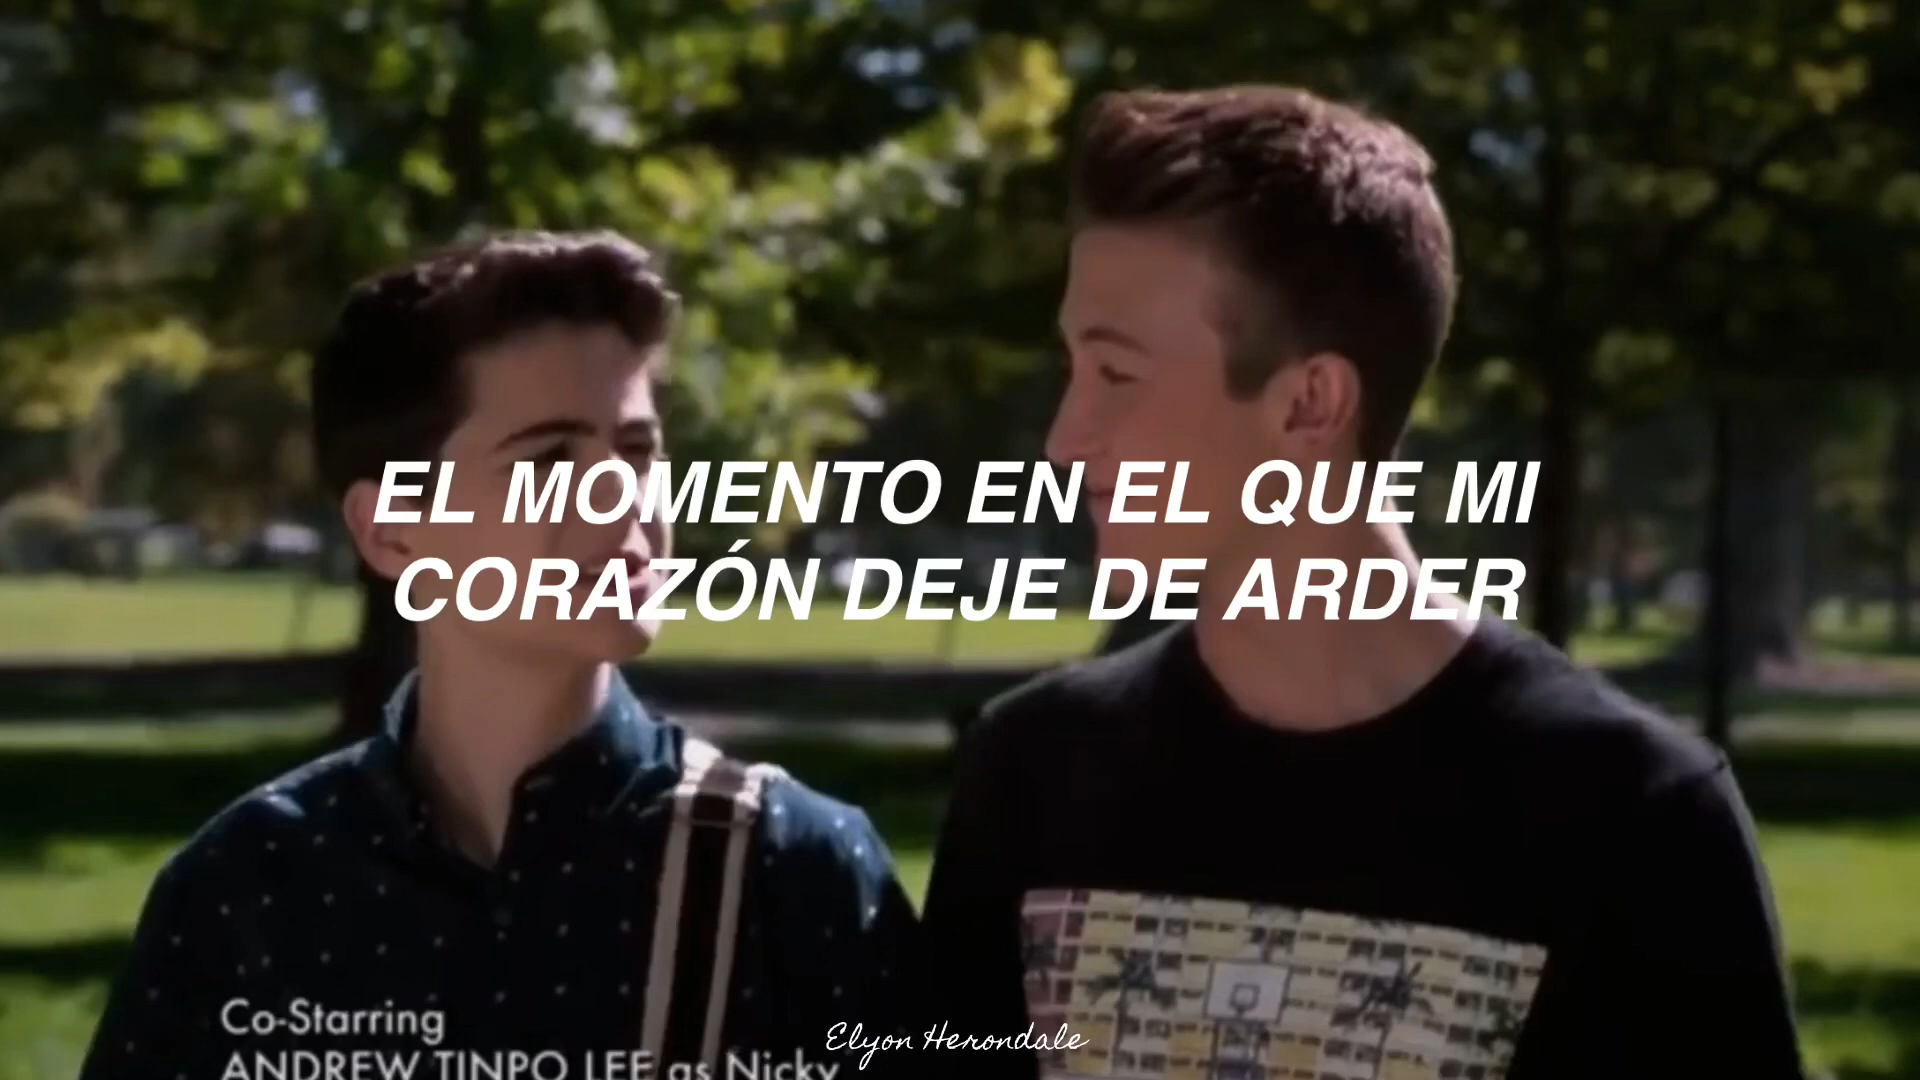 EL MOMENTO EN EL QUE MI
CORAZÓN DEJE DE ARDER
Co-Starring
ANDREW TINPO LEE as Nicky
Elyon Herondale